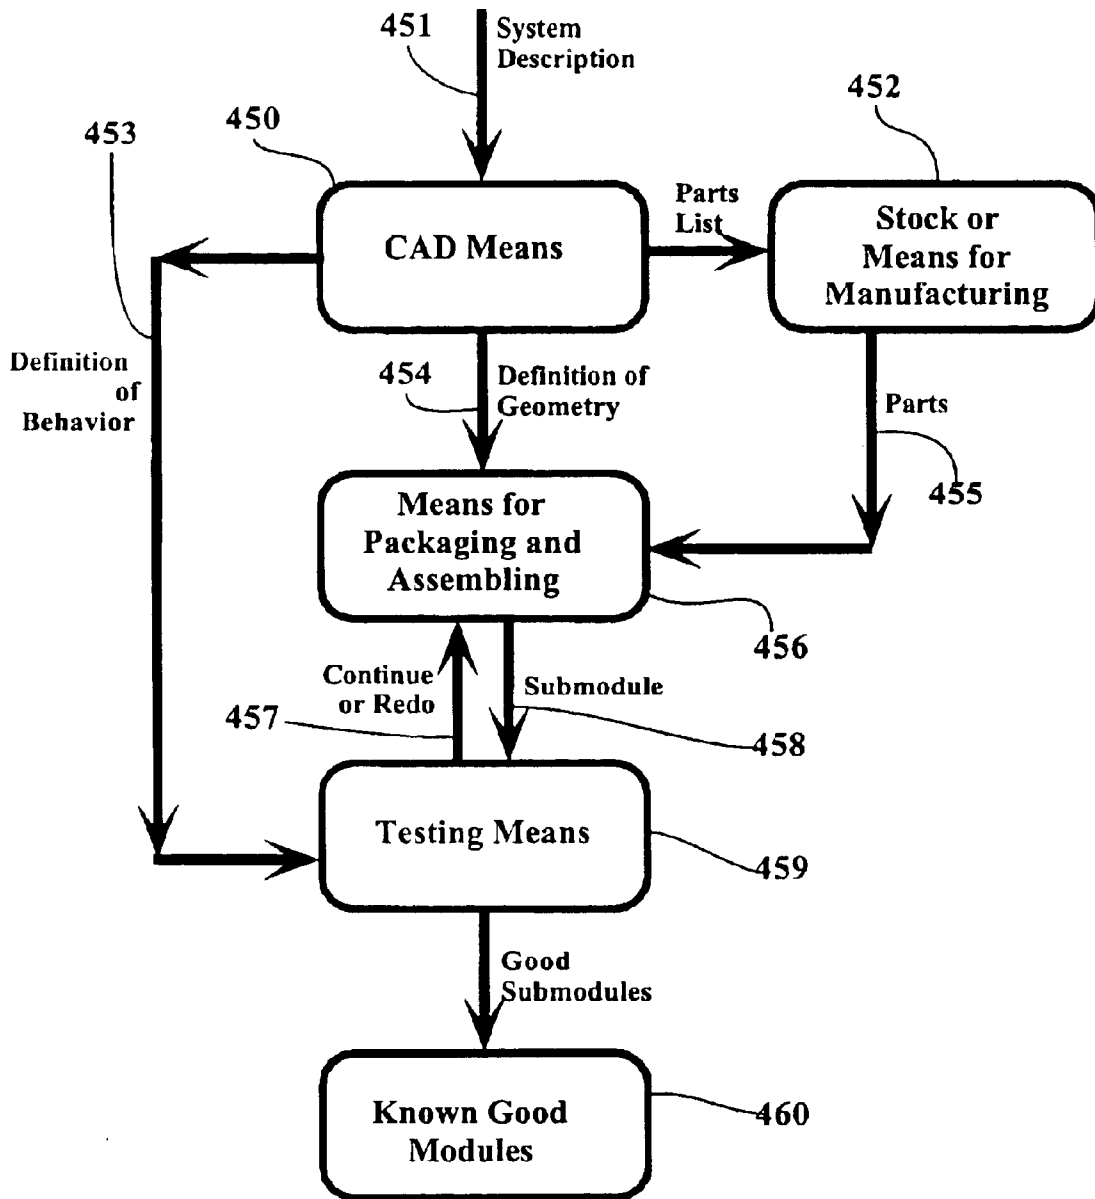 451
System
Description
452
450
453
Parts
List
CAD Means
Stock or
Means for
Manufacturing
Definition
of
Behavior
454
Definition of
Geometry
Parts
455
Means for
Packaging and
Assembling
456
Continue
or Redo
457
Submodule
458
Testing Means
459
Good
Submodules
Known Good
Modules
460